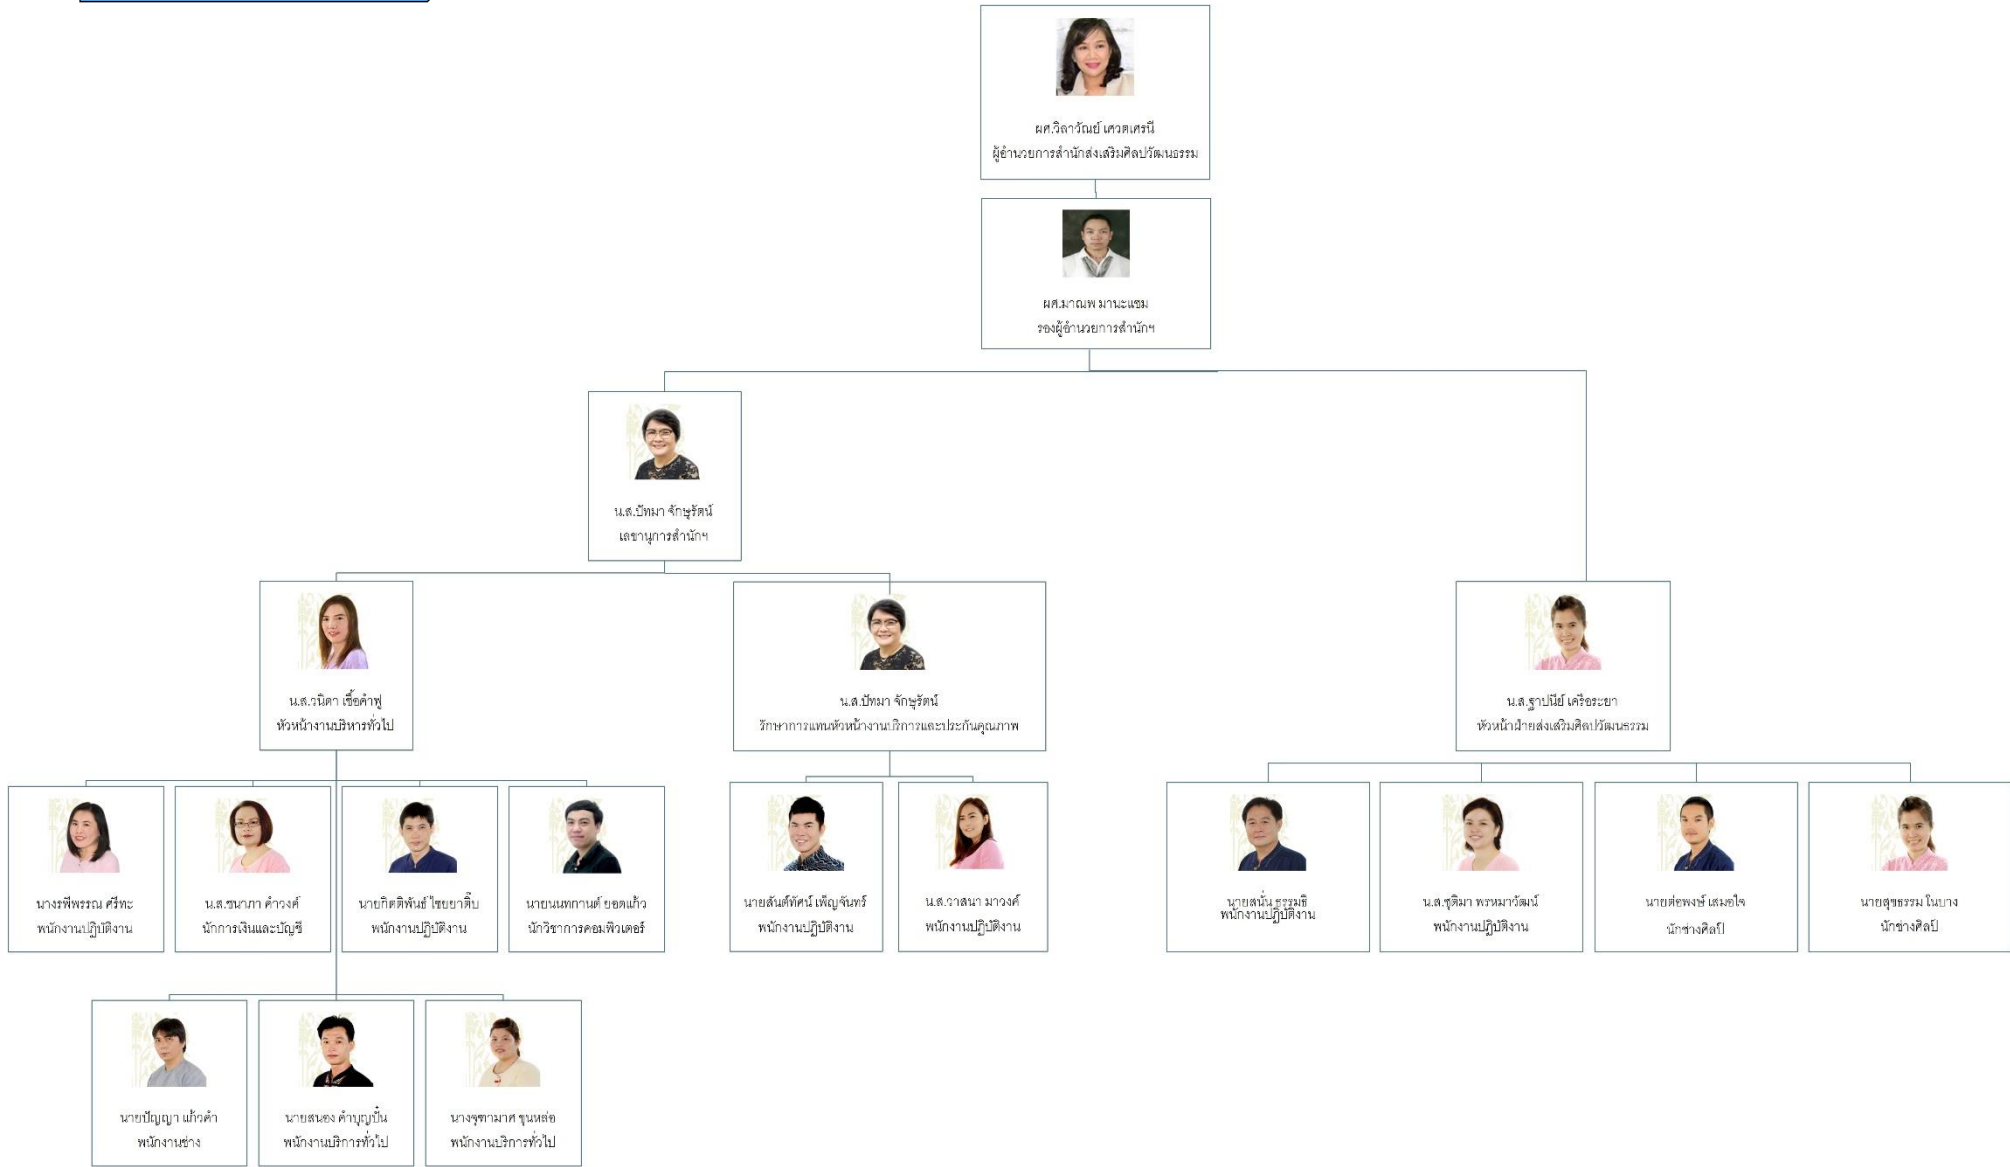 ผศ.วิลาวัณย์ เศวตเศรนี
ผู้อำนวยการสำนักส่งเสริมศิลปวัฒนธรรม
ผศ.มาณพ มานะแซม
รองผู้อำนวยการสำนักฯ
น.ส.ปัทมา จักษุรัตน์
เลขานุการสำนักฯ
น.ส.วนิดา เชื้อคำฟู
หัวหน้างานบริหารทั่วไป
น.ส.ปัทมา จักษุรัตน์
รักษาการแทนหัวหน้างานบริการและประกันคุณภาพ
น.ส.ฐาปนีย์ เครือระยา
หัวหน้าฝ่ายส่งเสริมศิลปวัฒนธรรม
นางรพีพรรณ ศรีทะ
พนักงานปฏิบัติงาน
น.ส.ชนาภา คำวงค์
นักการเงินและบัญชี
นายกิตติพันธ์ ไชยยาติ๊บ
พนักงานปฏิบัติงาน
นายนนทกานต์ ยอดแก้ว
นักวิชาการคอมพิวเตอร์
นายสันต์ทัศน์ เพ็ญจันทร์
พนักงานปฏิบัติงาน
น.ส.วาสนา มาวงค์
พนักงานปฏิบัติงาน
นายสนั่น ธรรมธิ
พนักงานปฏิบัติงาน
น.ส.ชุติมา พรหมาวัฒน์
พนักงานปฏิบัติงาน
นายต่อพงษ์ เสมอใจ
นักช่างศิลป์
นายสุขธรรม โนบาง
นักช่างศิลป์
นายปัญญา แก้วคำ
พนักงานช่าง
นายสนอง คำบุญปั๋น
พนักงานบริการทั่วไป
นางจุฑามาศ ขุนหล่อ
พนักงานบริการทั่วไป